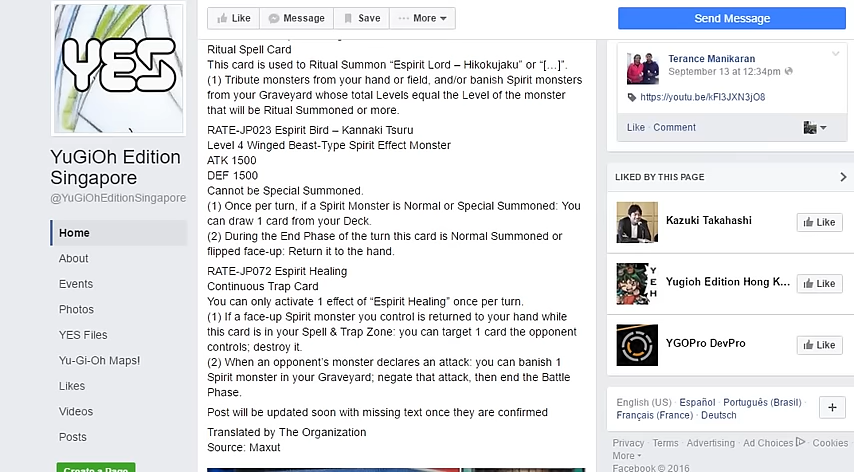 Like
Message
Save
More
Send Message
YES
YuGiOh Edition
Singapore
@YuGiOhEditionSingapore
Home
About
Events
Photos
YES Files
Yu-Gi-Oh Maps!
Likes
Videos
Posts
Create a Page
Ritual Spell Card
This card is used to Ritual Summon “Espirit Lord – Hikokujaku” or “[…]”.
(1) Tribute monsters from your hand or field, and/or banish Spirit monsters
from your Graveyard whose total Levels equal the Level of the monster
that will be Ritual Summoned or more.
RATE-JP023 Espirit Bird – Kannaki Tsuru
Level 4 Winged Beast-Type Spirit Effect Monster
ATK 1500
DEF 1500
Cannot be Special Summoned.
(1) Once per turn, if a Spirit Monster is Normal or Special Summoned: You
can draw 1 card from your Deck.
(2) During the End Phase of the turn this card is Normal Summoned or
flipped face-up: Return it to the hand.
RATE-JP072 Espirit Healing
Continuous Trap Card
You can only activate 1 effect of “Espirit Healing” once per turn.
(1) If a face-up Spirit monster you control is returned to your hand while
this card is in your Spell & Trap Zone: you can target 1 card the opponent
controls; destroy it.
(2) When an opponent’s monster declares an attack: you can banish 1
Spirit monster in your Graveyard; negate that attack, then end the Battle
Phase.
Post will be updated soon with missing text once they are confirmed
Translated by The Organization
Source: Maxut
Terance Manikaran
September 13 at 12:34pm
https://youtu.be/kFI3JXN3jO8
Like · Comment
LIKED BY THIS PAGE
Kazuki Takahashi
Like
Yugioh Edition Hong K...
Like
YGOPro DevPro
Like
English (US) · Español · Português (Brasil) ·
Français (France) · Deutsch
Privacy · Terms · Advertising · Ad Choices · Cookies ·
More
Facebook © 2016